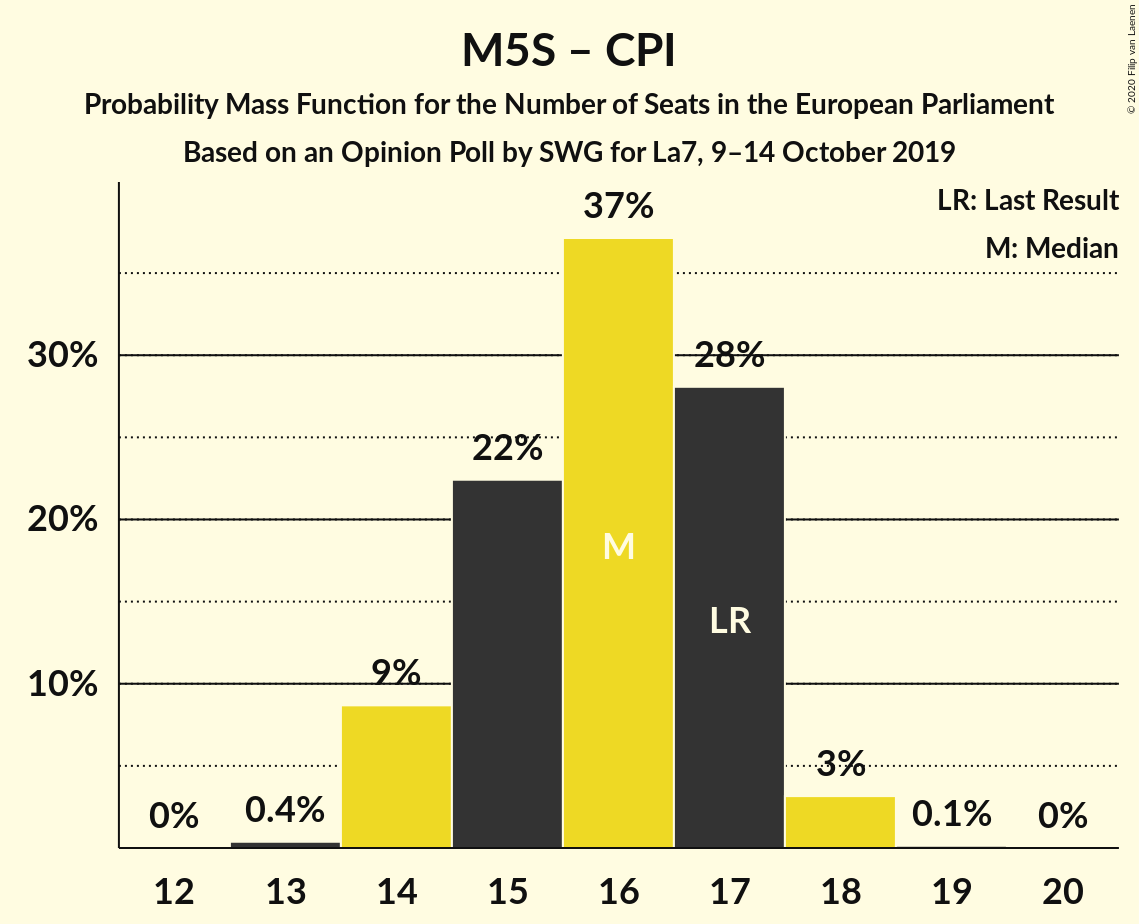 M5S – CPI
Probability Mass Function for the Number of Seats in the European Parliament
Based on an Opinion Poll by SWG for La7, 9–14 October 2019
© 2020 Filip van Laenen
LR: Last Result
M: Median
30%
20%
10%
0%
0.4%
9%
22%
37%
28%
3%
0.1%
0%
M
LR
12 13 14 15 16 17 18 19 20